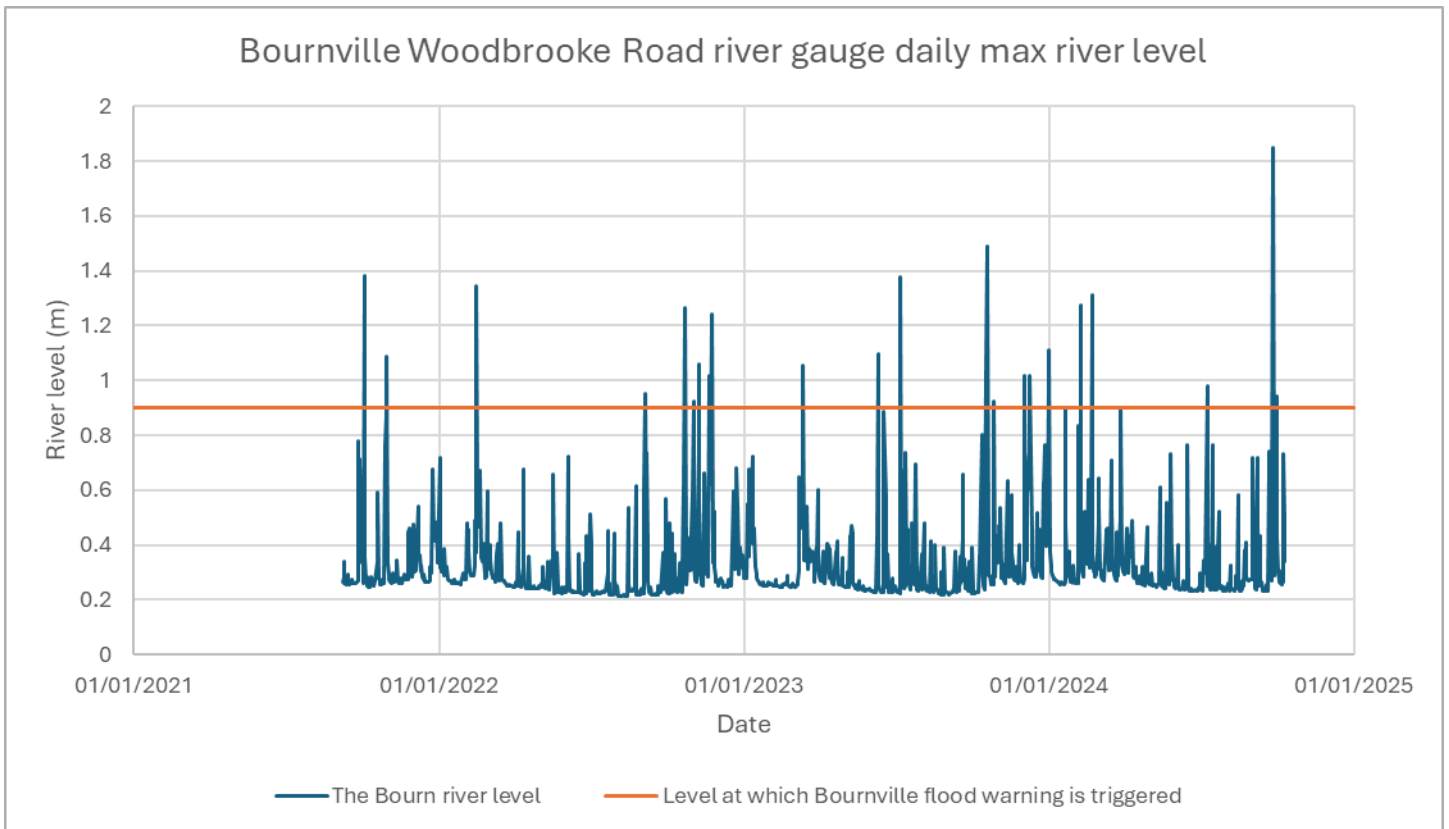 Bournville Woodbrooke Road river gauge daily max river level
2
1.8
1.6
1.4
1.2
1
0.8
0.6
0.4
0.2
0
River level (m)
01/01/2021 01/01/2022 01/01/2023 01/01/2024 01/01/2025
Date
The Bourn river level Level at which Bournville flood warning is triggered